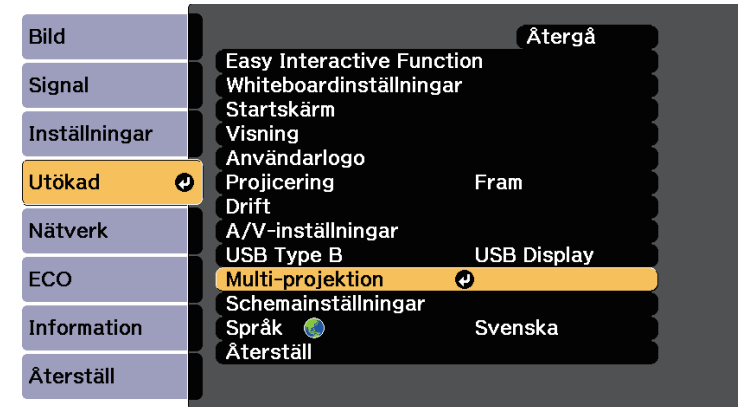 Bild
Signal
Inställningar
Utökad
Nätverk
ECO
Information
Återställ
Återgå
Easy Interactive Function
Whiteboardinställningar
Startskärm
Visning
Användarlogo
Projicering Fram
Drift
A/V-inställningar
USB Type B USB Display
Multi-projektion
Schemainställningar
Språk Svenska
Återställ